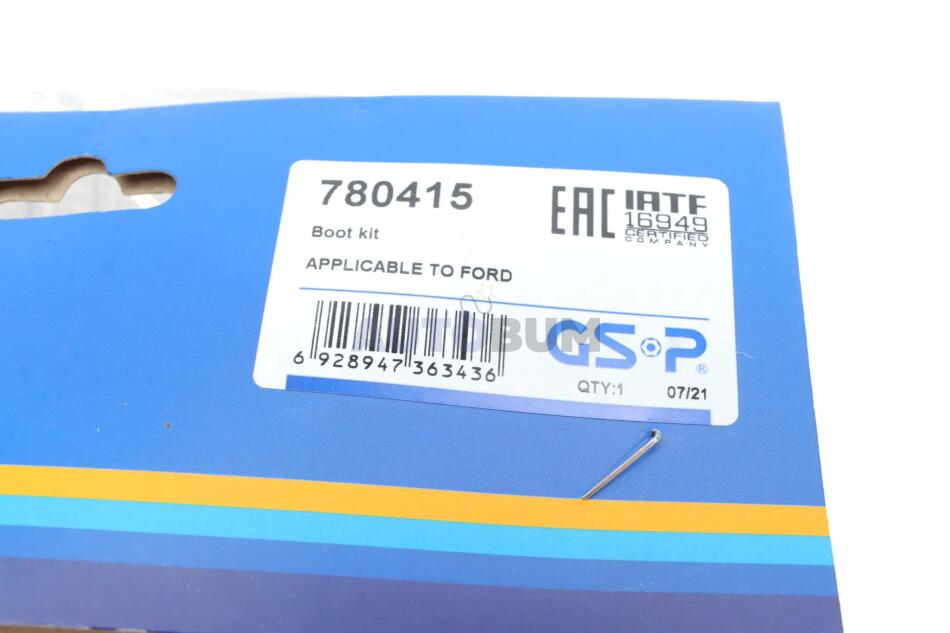 780415
EAC
IATF
16949
CERTIFIED
COMPANY
Boot kit
APPLICABLE TO FORD
AUTOBUM
6 928947 363436
GSP®
QTY:1
07/21